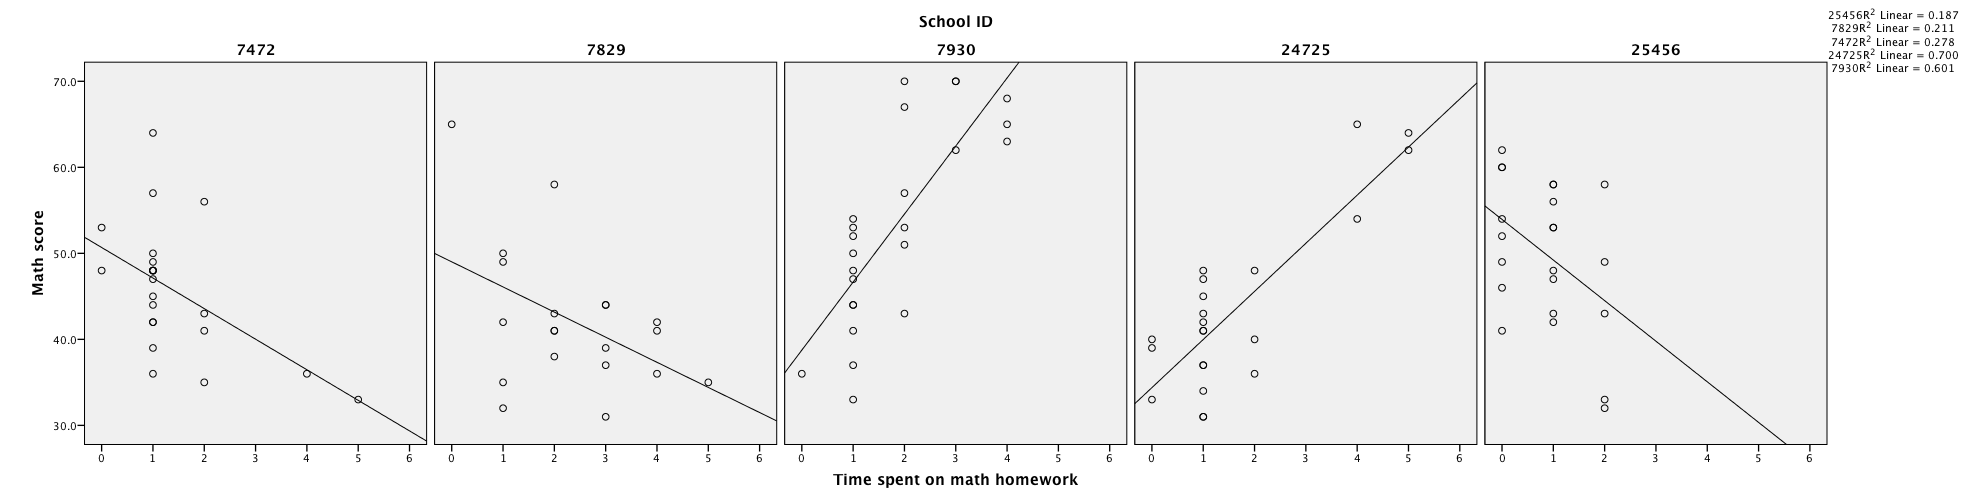 School ID
7472 7829 7930 24725 25456
25456R² Linear = 0.187
7829R² Linear = 0.211
7472R² Linear = 0.278
24725R² Linear = 0.700
7930R² Linear = 0.601
Math score
70.0
60.0
50.0
40.0
30.0
0 1 2 3 4 5 6 0 1 2 3 4 5 6 0 1 2 3 4 5 6 0 1 2 3 4 5 6 0 1 2 3 4 5 6
Time spent on math homework